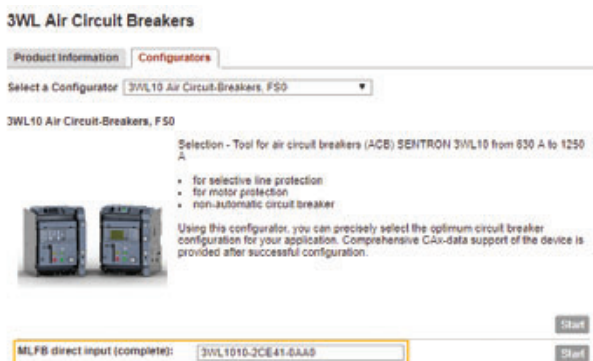 3WL Air Circuit Breakers
Product Information Configurators
Select a Configurator 3WL10 Air Circuit-Breakers, FS0
3WL10 Air Circuit-Breakers, FS0
Selection - Tool for air circuit breakers (ACB) SENTRON 3WL10 from 630 A to 1250
A
• for selective line protection
• for motor protection
• non-automatic circuit breaker
Using this configurator, you can precisely select the optimum circuit breaker
configuration for your application. Comprehensive CAx-data support of the device is
provided after successful configuration.
Start
MLFB direct input (complete): 3WL1010-2CE41-0AA0 Start